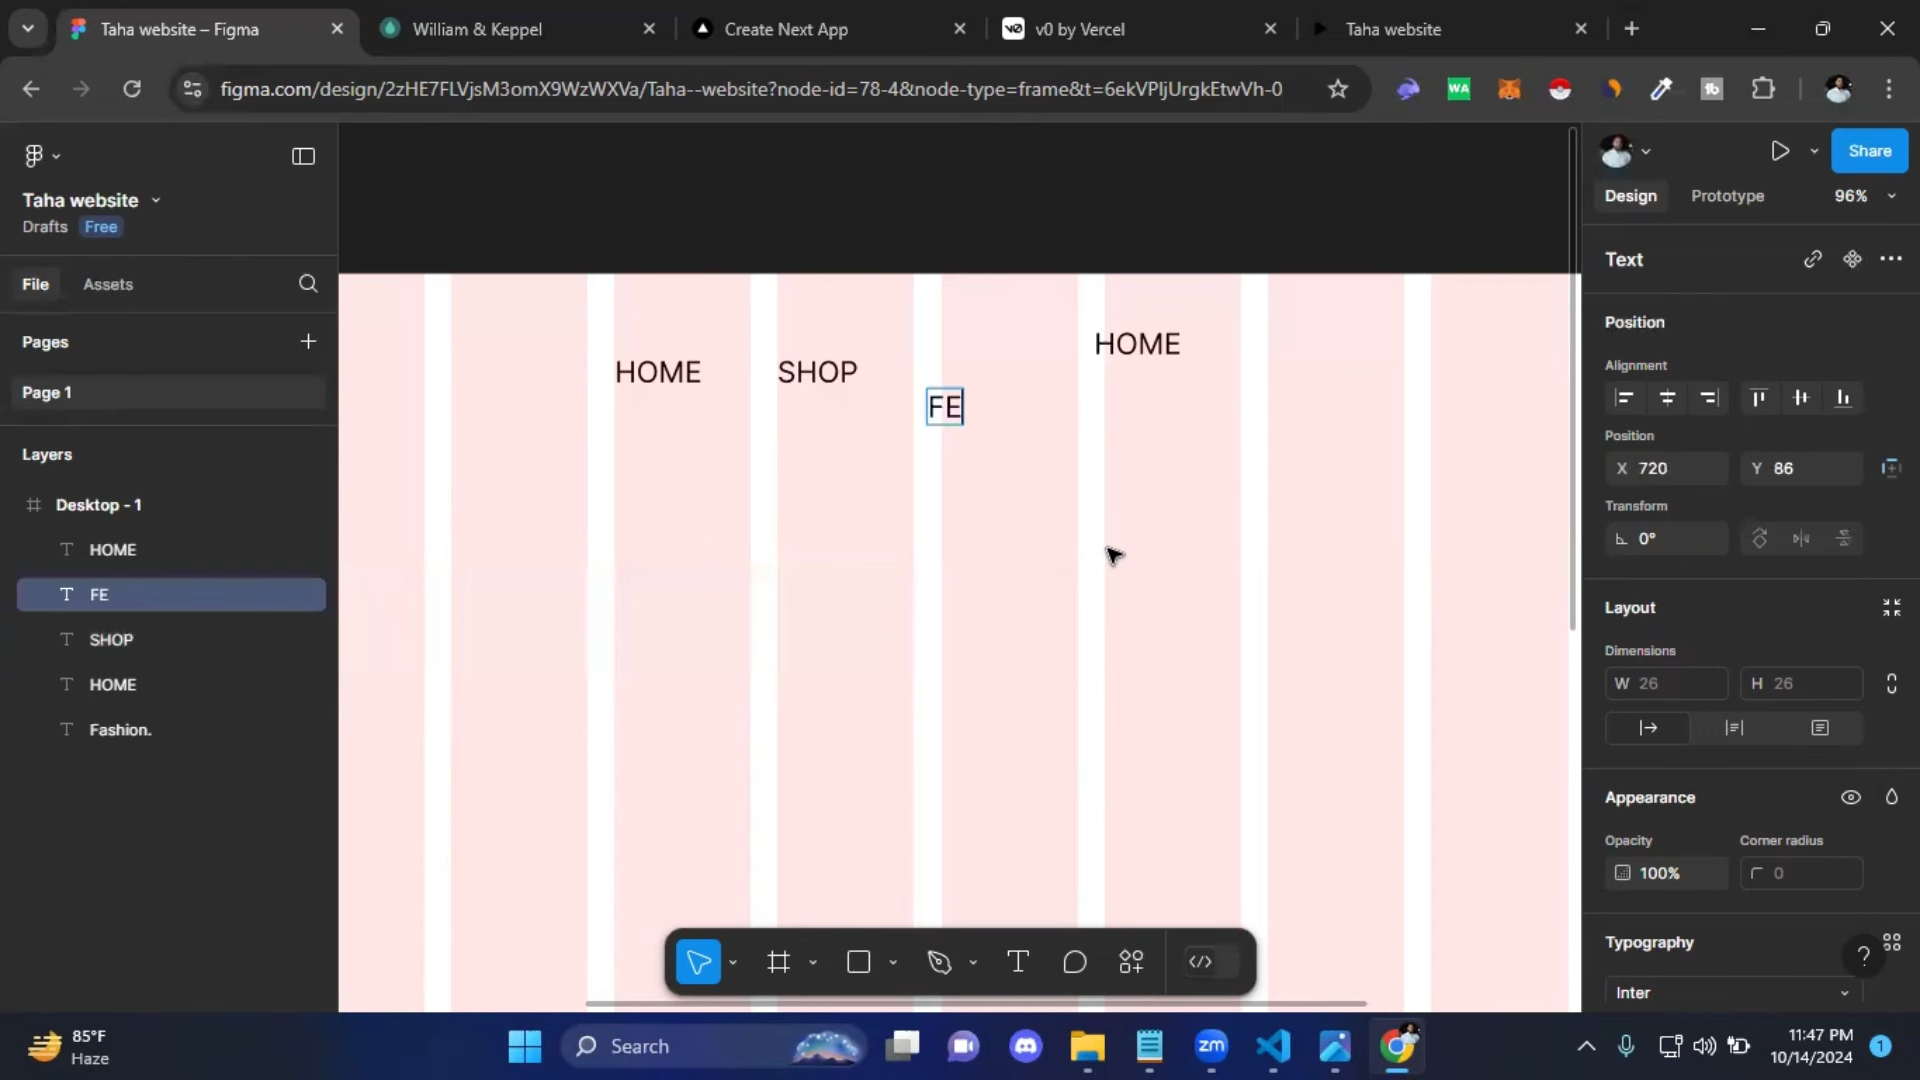 Taha website – Figma
William & Keppel
Create Next App
v0 by Vercel
Taha website
figma.com/design/2zHE7FLVjsM3omX9WzWXVa/Taha--website?node-id=78-4&node-type=frame&t=6ekVPljUrgkEtwVh-0
WA
Taha website
Drafts Free
File Assets
Pages
Page 1
Layers
Desktop - 1
HOME
FE
SHOP
HOME
Fashion.
HOME
SHOP
FE
HOME
Share
Design Prototype 96%
Text
Position
Alignment
Position
X 720 Y 86
Transform
0°
Layout
Dimensions
W 26 H 26
Appearance
Opacity Corner radius
100% 0
Typography
?
Inter
85°F
Haze
Search
zm
11:47 PM
10/14/2024
1